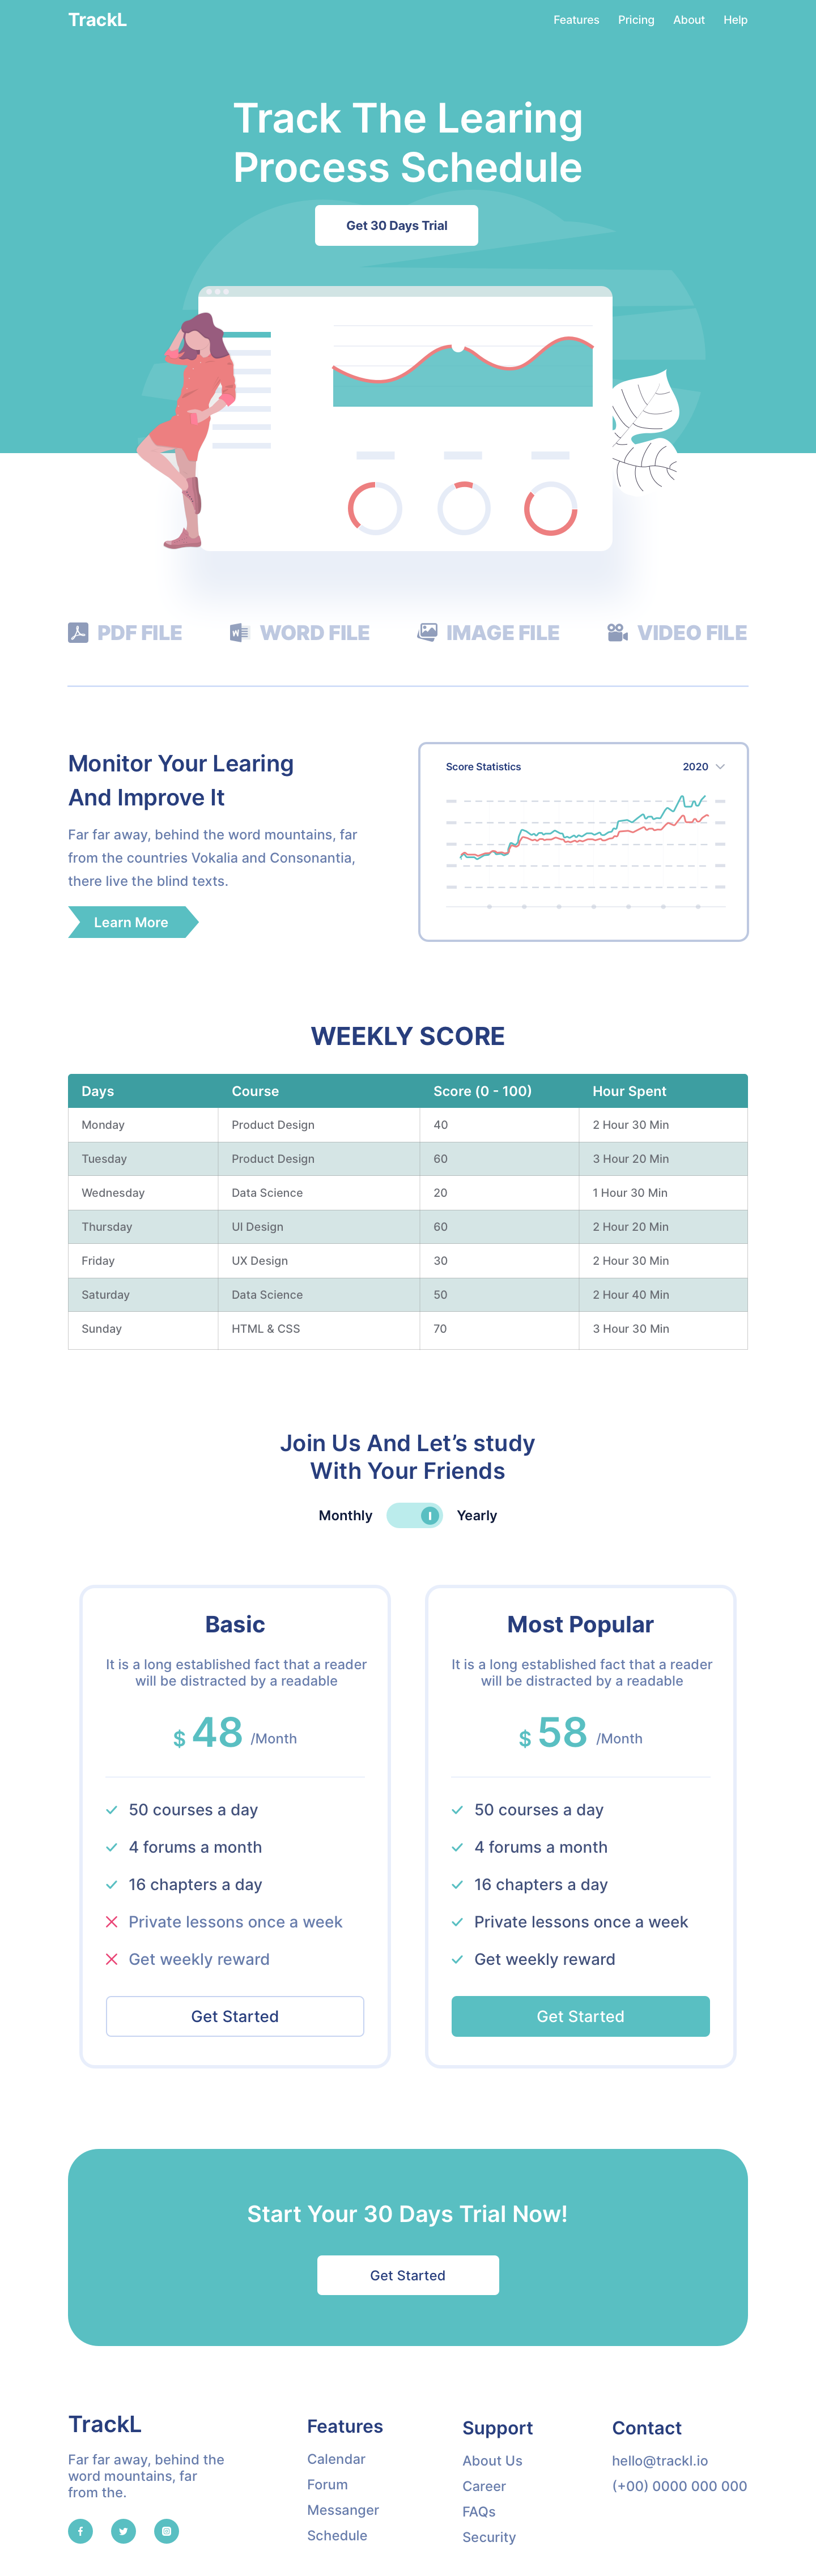 TrackL
Features Pricing About Help
Track The Learing
Process Schedule
Get 30 Days Trial
PDF FILE WORD FILE IMAGE FILE VIDEO FILE
Monitor Your Learing
And Improve It
Far far away, behind the word mountains, far
from the countries Vokalia and Consonantia,
there live the blind texts.
Learn More
Score Statistics 2020
WEEKLY SCORE
Days Course Score (0 - 100) Hour Spent
Monday Product Design 40 2 Hour 30 Min
Tuesday Product Design 60 3 Hour 20 Min
Wednesday Data Science 20 1 Hour 30 Min
Thursday UI Design 60 2 Hour 20 Min
Friday UX Design 30 2 Hour 30 Min
Saturday Data Science 50 2 Hour 40 Min
Sunday HTML & CSS 70 3 Hour 30 Min
Join Us And Let’s study
With Your Friends
Monthly Yearly
Basic
It is a long established fact that a reader
will be distracted by a readable
$ 48 /Month
50 courses a day
4 forums a month
16 chapters a day
Private lessons once a week
Get weekly reward
Get Started
Most Popular
It is a long established fact that a reader
will be distracted by a readable
$ 58 /Month
50 courses a day
4 forums a month
16 chapters a day
Private lessons once a week
Get weekly reward
Get Started
Start Your 30 Days Trial Now!
Get Started
TrackL
Far far away, behind the
word mountains, far
from the.
Features
Calendar
Forum
Messanger
Schedule
Support
About Us
Career
FAQs
Security
Contact
hello@trackl.io
(+00) 0000 000 000